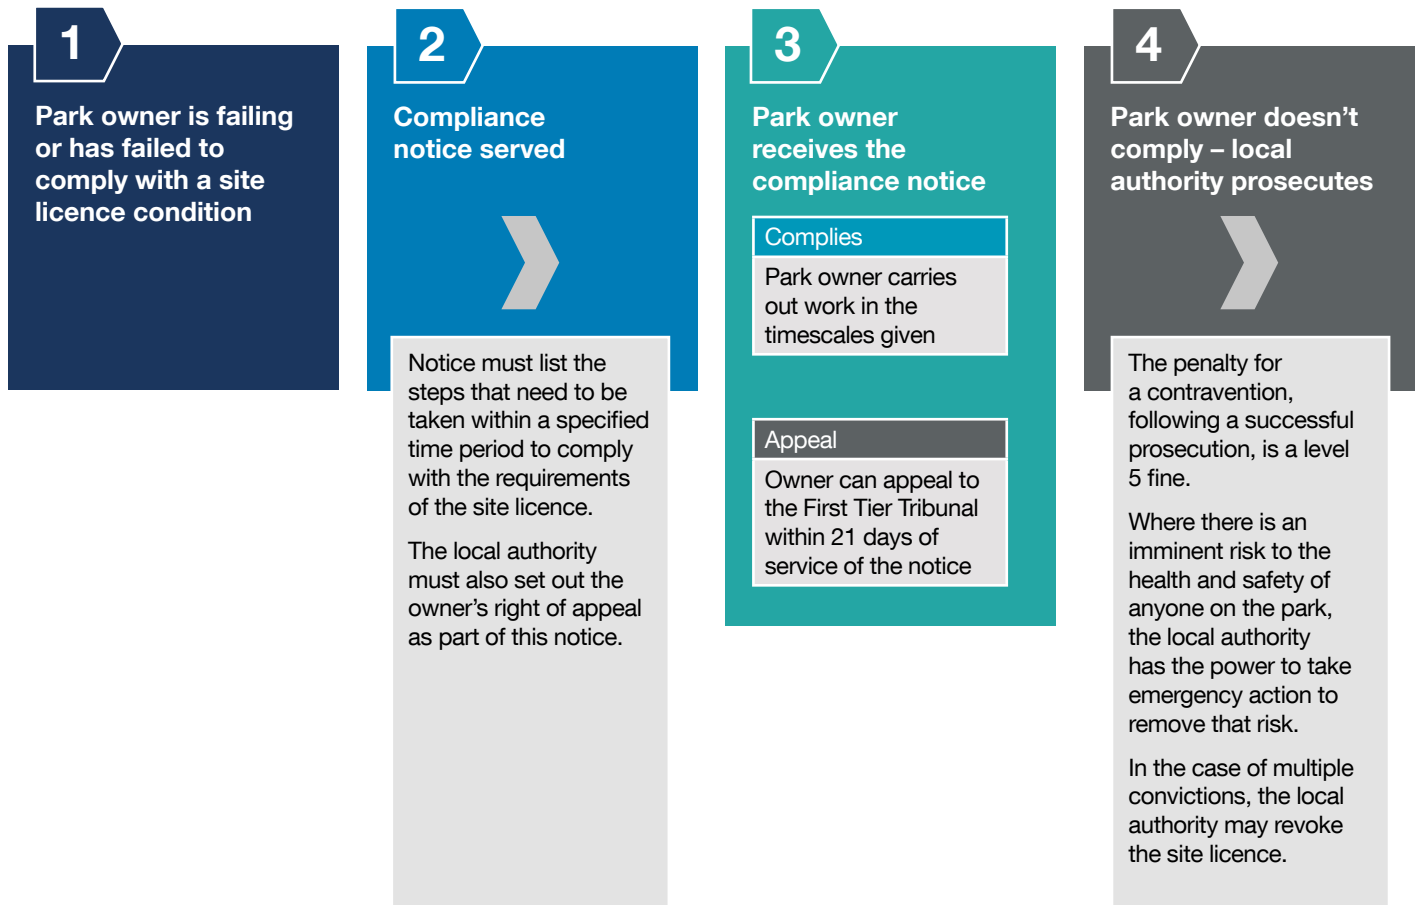 1
Park owner is failing
or has failed to
comply with a site
licence condition
2
Compliance
notice served
Notice must list the
steps that need to be
taken within a specified
time period to comply
with the requirements
of the site licence.
The local authority
must also set out the
owner’s right of appeal
as part of this notice.
3
Park owner
receives the
compliance notice
Complies
Park owner carries
out work in the
timescales given
Appeal
Owner can appeal to
the First Tier Tribunal
within 21 days of
service of the notice
4
Park owner doesn’t
comply – local
authority prosecutes
The penalty for
a contravention,
following a successful
prosecution, is a level
5 fine.
Where there is an
imminent risk to the
health and safety of
anyone on the park,
the local authority
has the power to take
emergency action to
remove that risk.
In the case of multiple
convictions, the local
authority may revoke
the site licence.